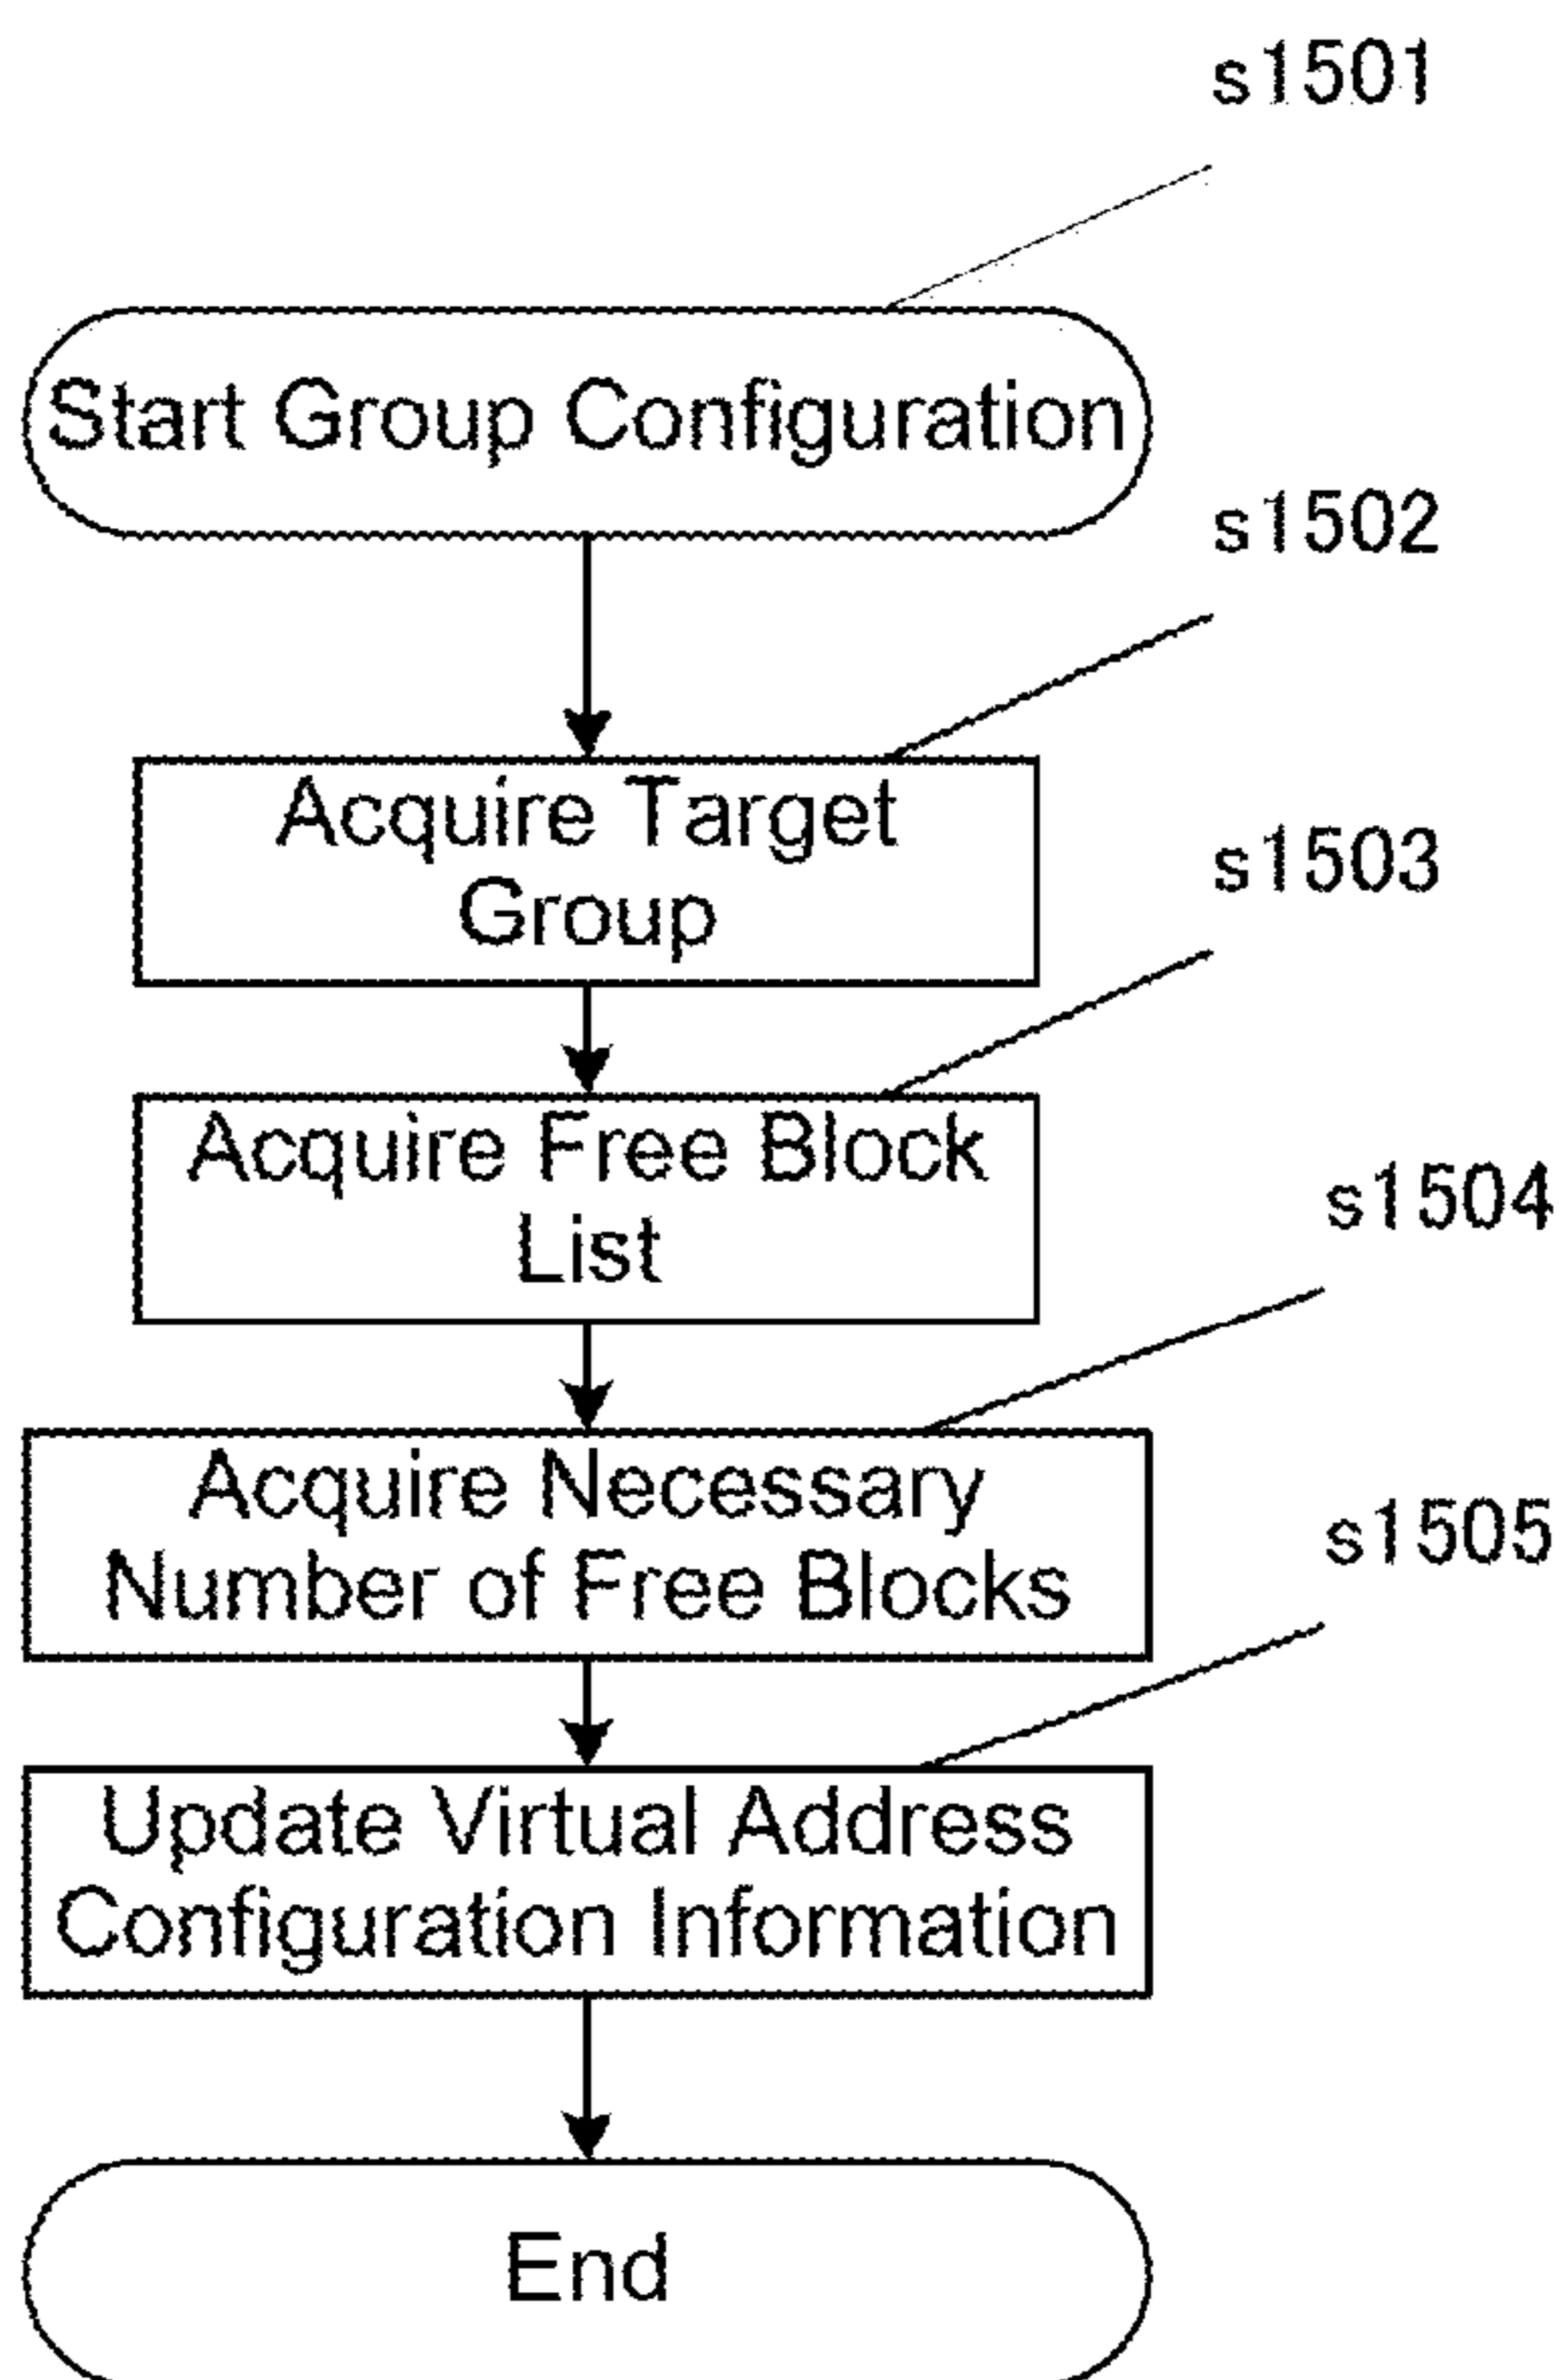 s1501
Start Group Configuration
s1502
Acquire Target
Group
s1503
Acquire Free Block
List
s1504
Acquire Necessary
Number of Free Blocks
s1505
Update Virtual Address
Configuration Information
End